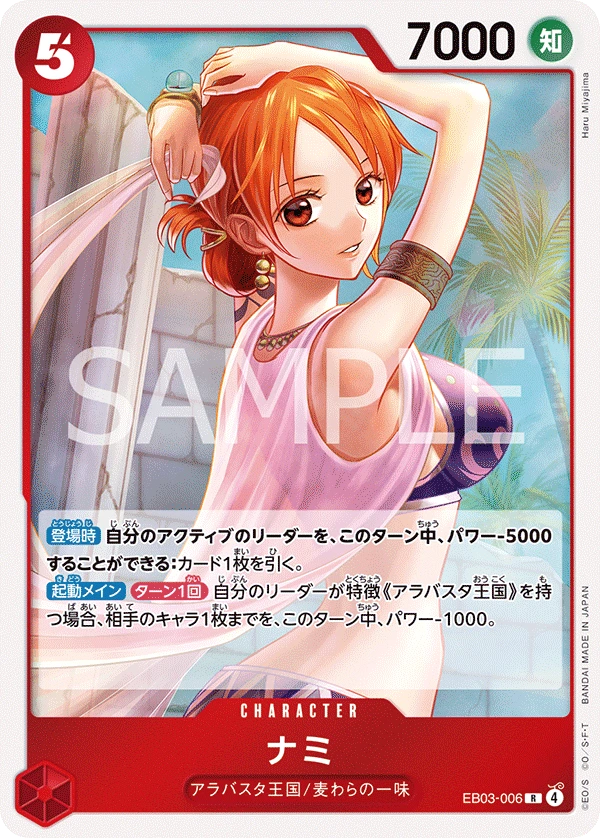 5
7000 知
Haru Miyajima
SAMPLE
登場時 自分のアクティブのリーダーを、このターン中、パワー-5000
することができる:カード1枚を引く。
起動メイン ターン1回 自分のリーダーが特徴《アラバスタ王国》を持
つ場合、相手のキャラ1枚までを、このターン中、パワー-1000。
CHARACTER
ナミ
アラバスタ王国/麦わらの一味
EB03-006 R 4
©E.O/S ©O/S・F・T BANDAI MADE IN JAPAN